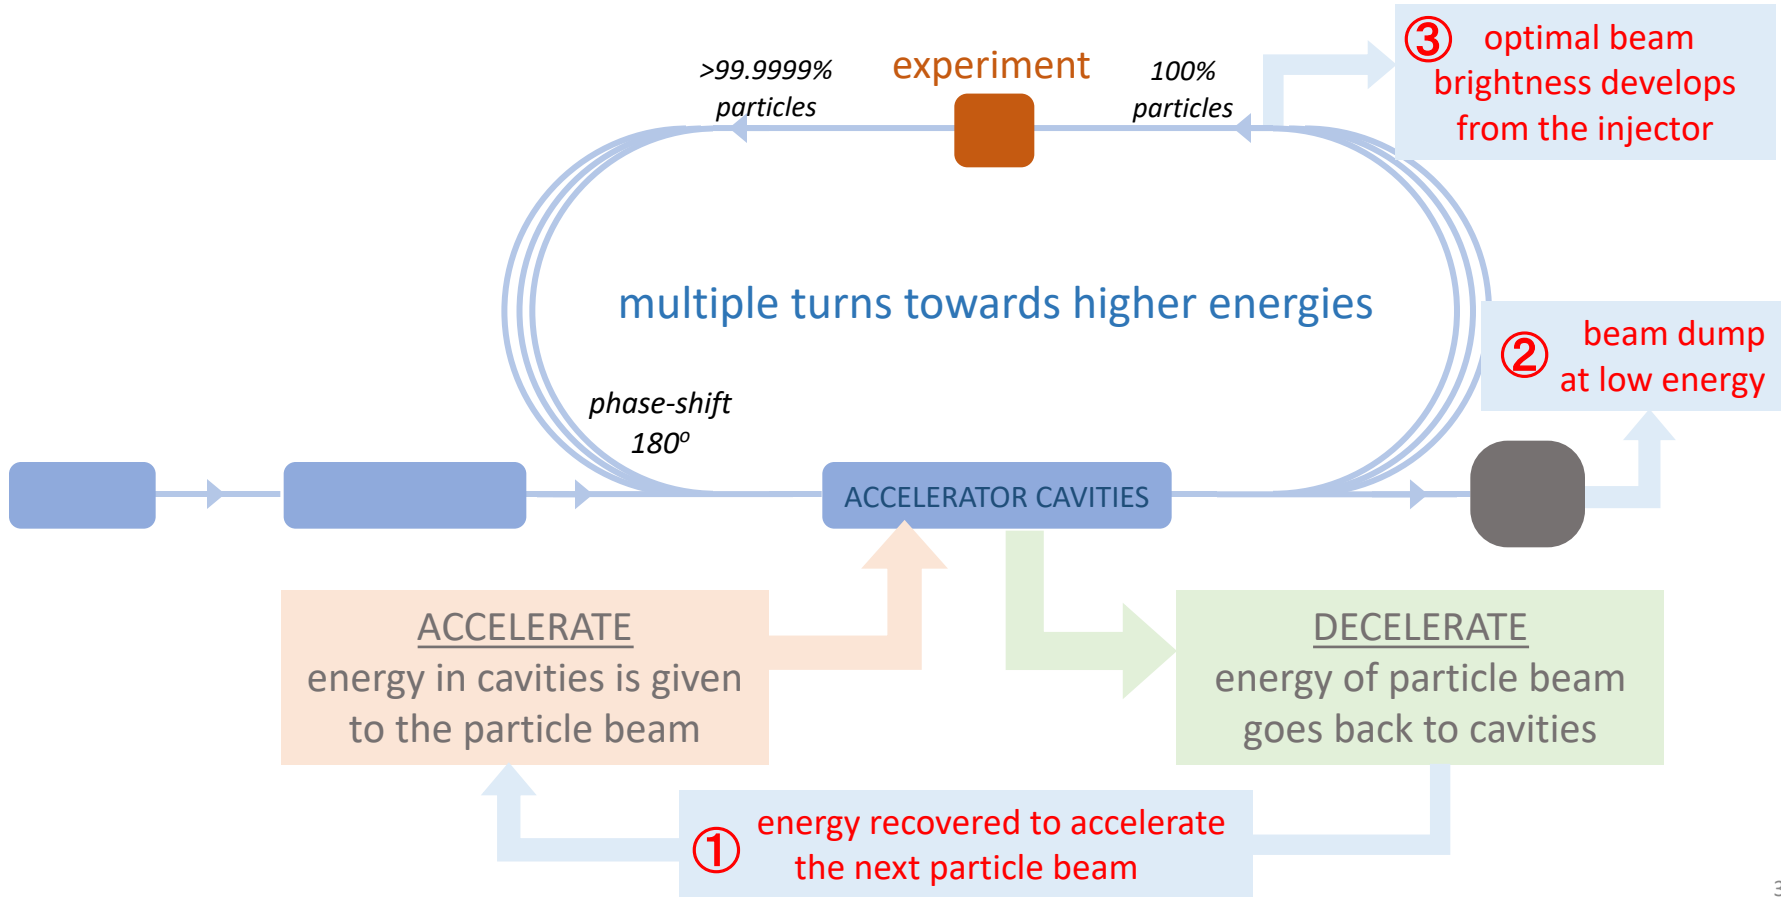 ③ optimal beam
brightness develops
from the injector
>99.9999%
particles
experiment
100%
particles
multiple turns towards higher energies
② beam dump
at low energy
phase-shift
180º
ACCELERATOR CAVITIES
ACCELERATE
energy in cavities is given
to the particle beam
DECELERATE
energy of particle beam
goes back to cavities
① energy recovered to accelerate
the next particle beam
3